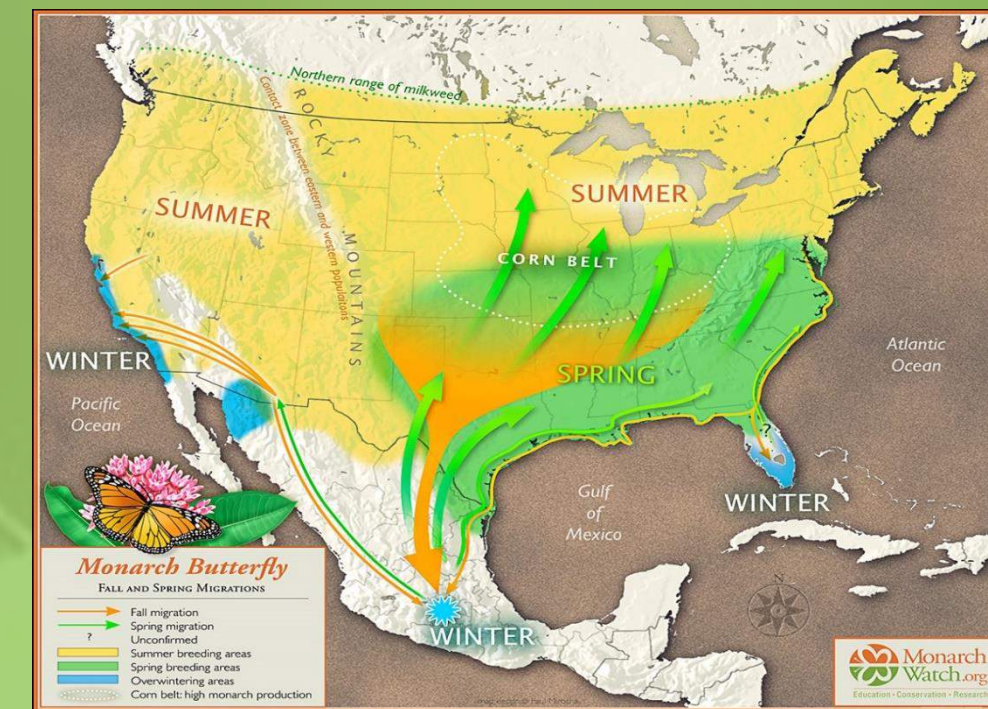 Northern range of milkweed
Contact zone between eastern and western populaitons
ROCKY
MOUNTAINS
SUMMER
SUMMER
CORN BELT
SPRING
WINTER
Pacific
Ocean
Atlantic
Ocean
Gulf
of
Mexico
?
WINTER
WINTER
N
Monarch Butterfly
FALL AND SPRING MIGRATIONS
Fall migration
Spring migration
? Unconfirmed
Summer breeding areas
Spring breeding areas
Overwintering areas
Corn belt: high monarch production
Monarch
Watch.org
Education • Conservation • Research